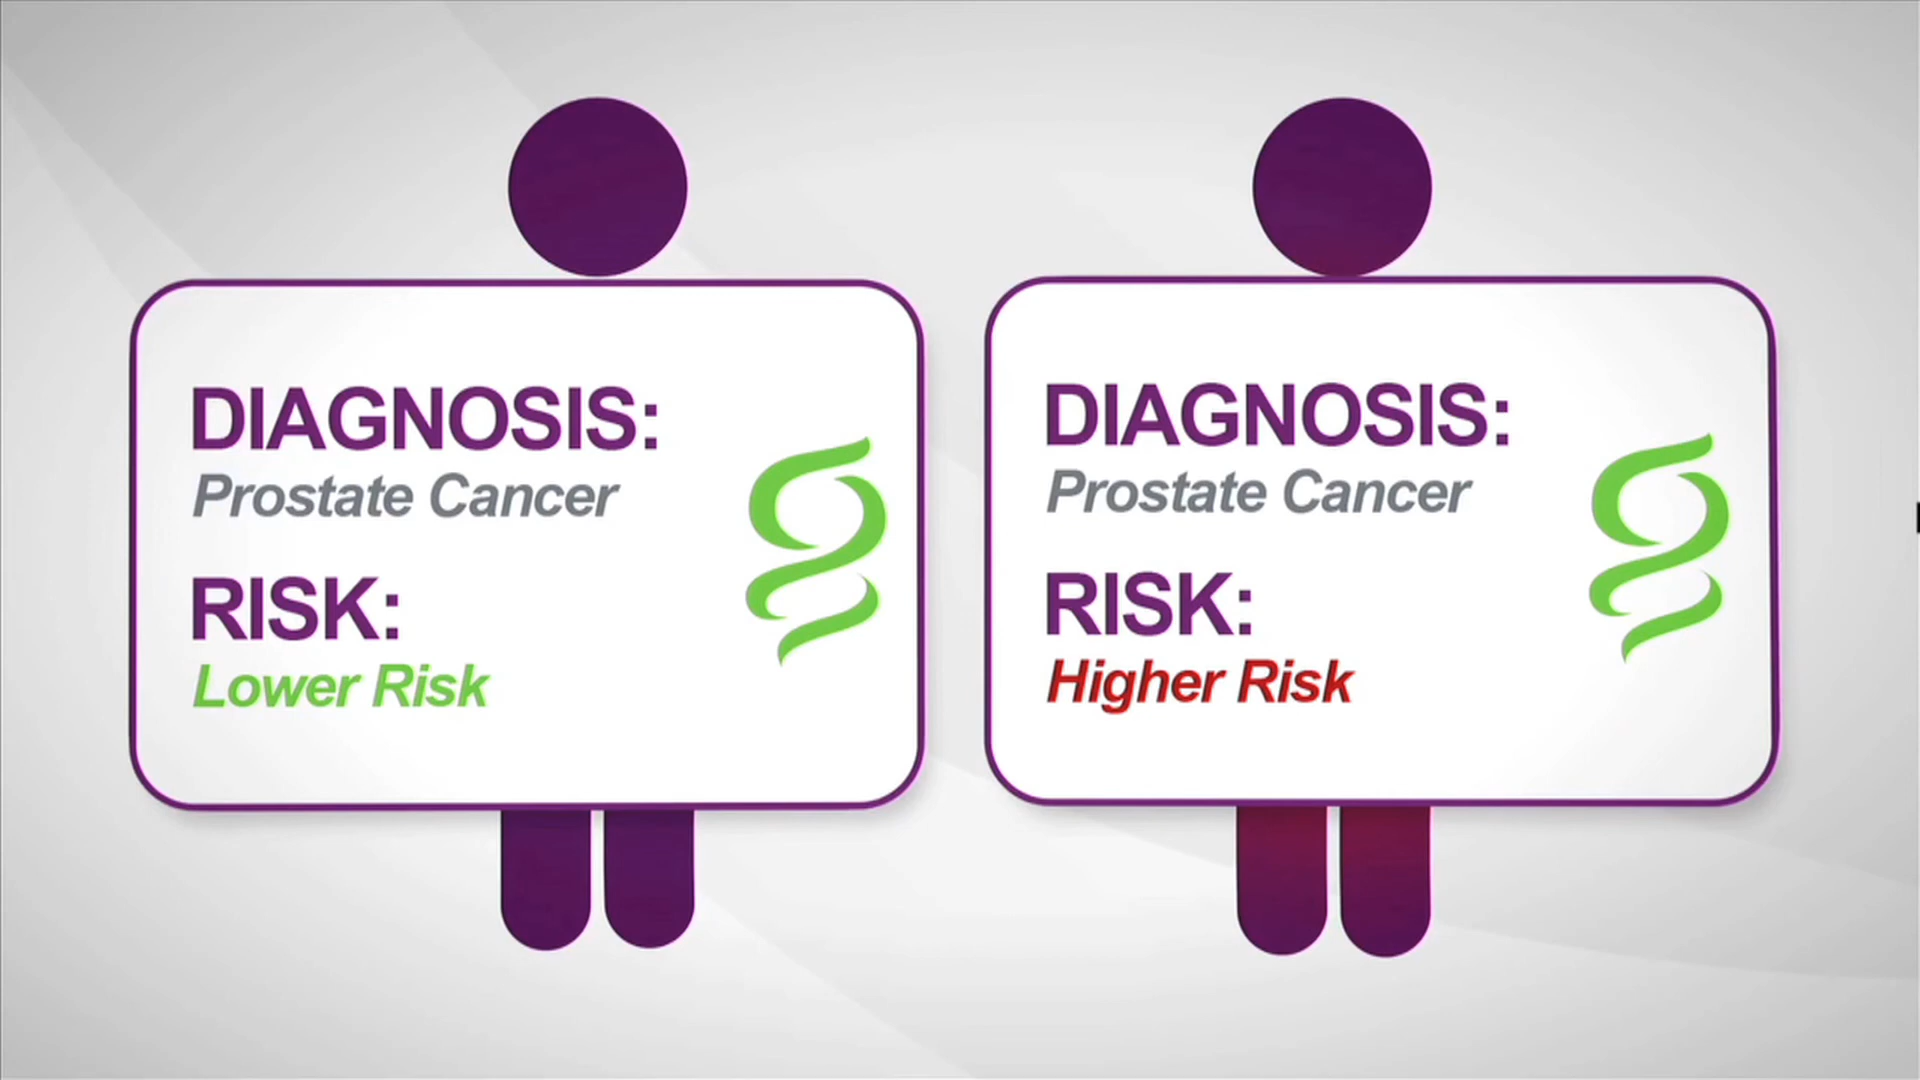 DIAGNOSIS:
Prostate Cancer
RISK:
Lower Risk
DIAGNOSIS:
Prostate Cancer
RISK:
Higher Risk